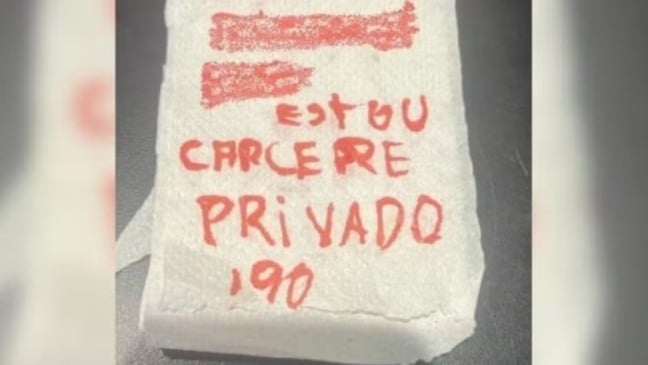 ESTOU
CARCERE
PRiVADO
190